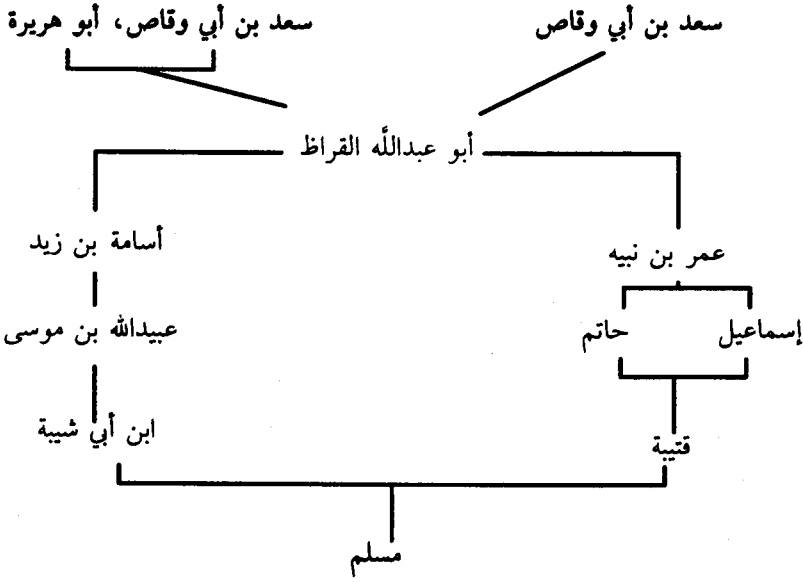 سعد بن أبي وقاص
سعد بن أبي وقاص، أبو هريرة
أبو عبداللَّه القراظ
عمر بن نبيه
أسامة بن زيد
إسماعيل
حاتم
عبيدالله بن موسى
قتيبة
ابن أبي شيبة
مسلم